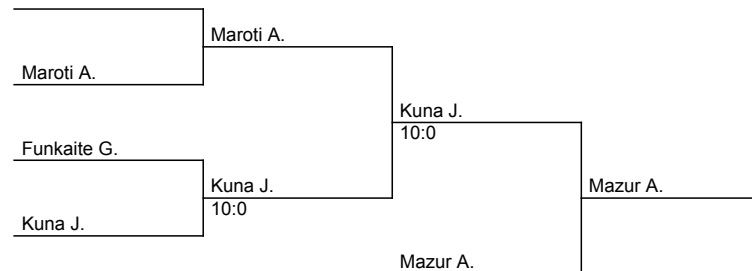 Maroti A.
Maroti A.
Funkaite G.
Kuna J.
10:0
Kuna J.
Kuna J.
10:0
Mazur A.
Mazur A.